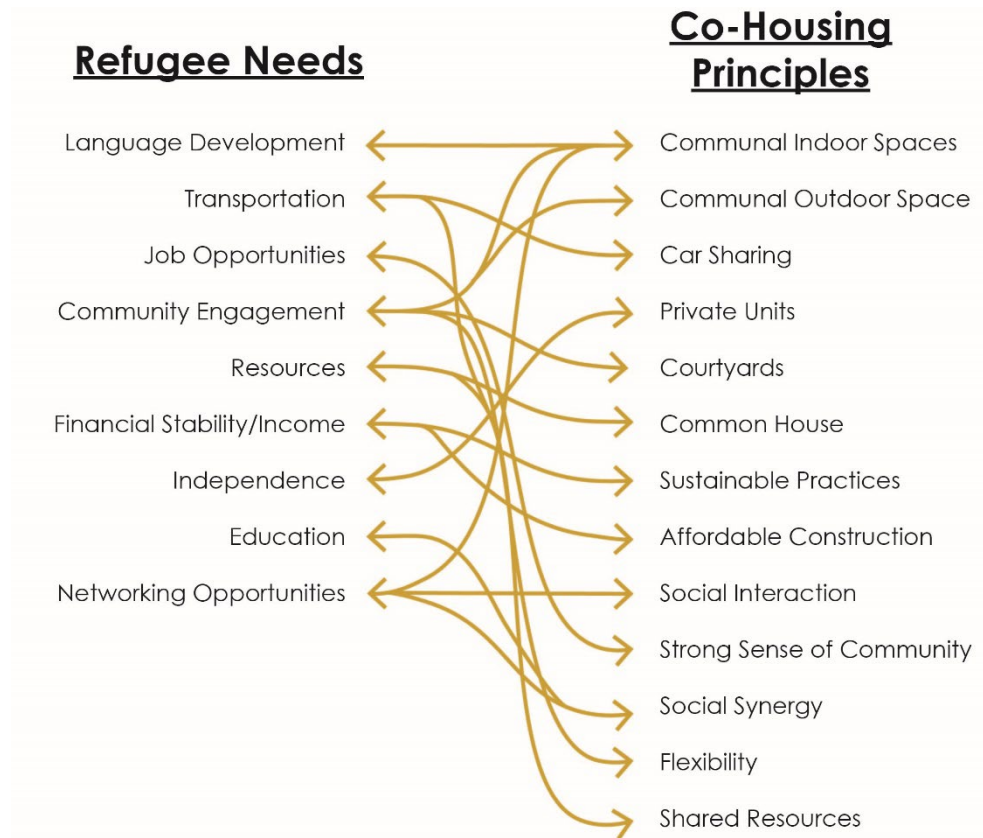 Refugee Needs
Language Development
Transportation
Job Opportunities
Community Engagement
Resources
Financial Stability/Income
Independence
Education
Networking Opportunities
Co-Housing
Principles
Communal Indoor Spaces
Communal Outdoor Space
Car Sharing
Private Units
Courtyards
Common House
Sustainable Practices
Affordable Construction
Social Interaction
Strong Sense of Community
Social Synergy
Flexibility
Shared Resources